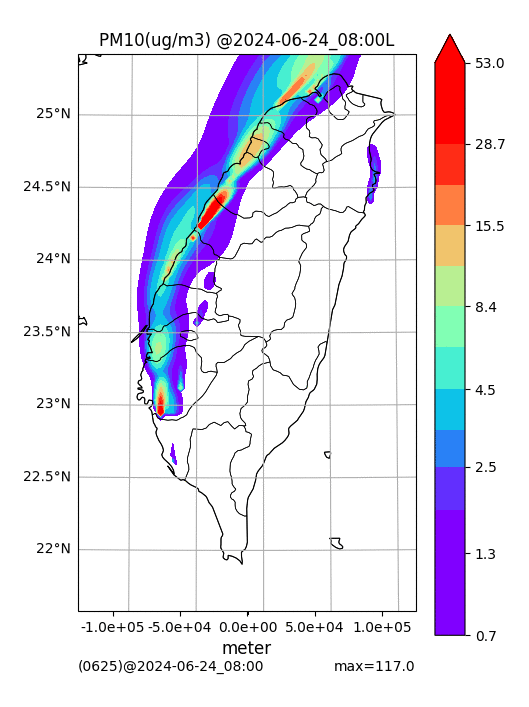 PM10(ug/m3) @2024-06-24_08:00L
53.0
28.7
15.5
8.4
4.5
2.5
1.3
0.7
25°N
24.5°N
24°N
23.5°N
23°N
22.5°N
22°N
-1.0e+05 -5.0e+04 0.0e+00 5.0e+04 1.0e+05
meter
(0625)@2024-06-24_08:00 max=117.0